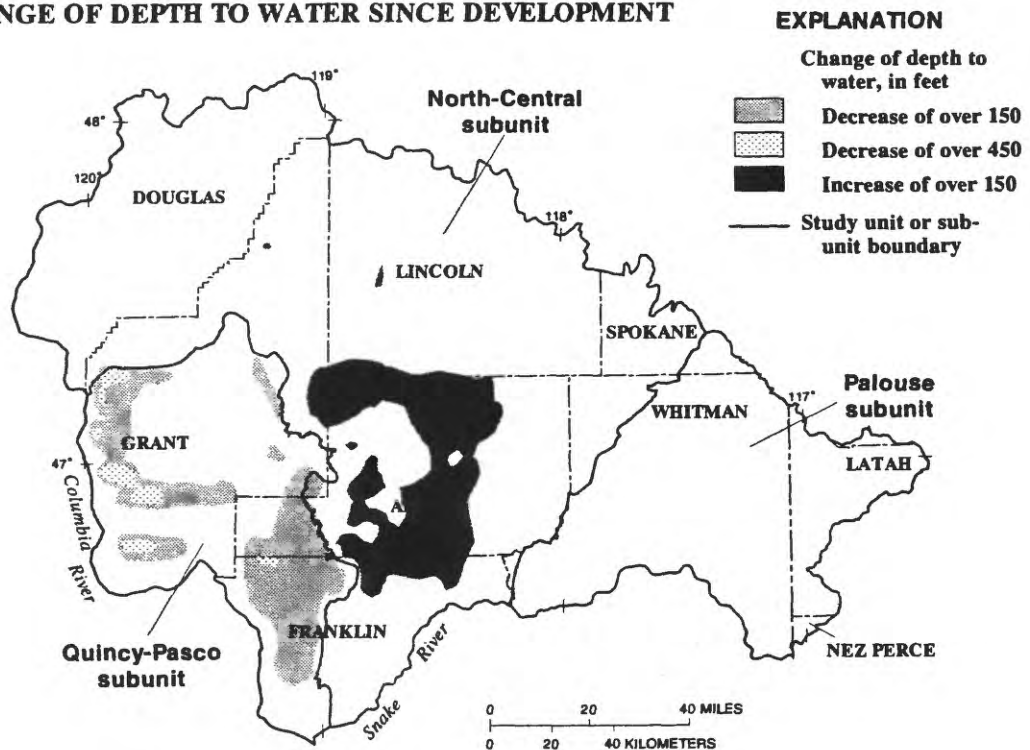 NGE OF DEPTH TO WATER SINCE DEVELOPMENT
EXPLANATION
Change of depth to
water, in feet
Decrease of over 150
Decrease of over 450
Increase of over 150
Study unit or sub-
unit boundary
119°
North-Central
subunit
48°
120°
DOUGLAS
118°
LINCOLN
SPOKANE
Palouse
subunit
WHITMAN
117°
GRANT
LATAH
47°
A
Columbia
River
FRANKLIN
Snake
River
Quincy-Pasco
subunit
NEZ PERCE
0 20 40 MILES
0 20 40 KILOMETERS